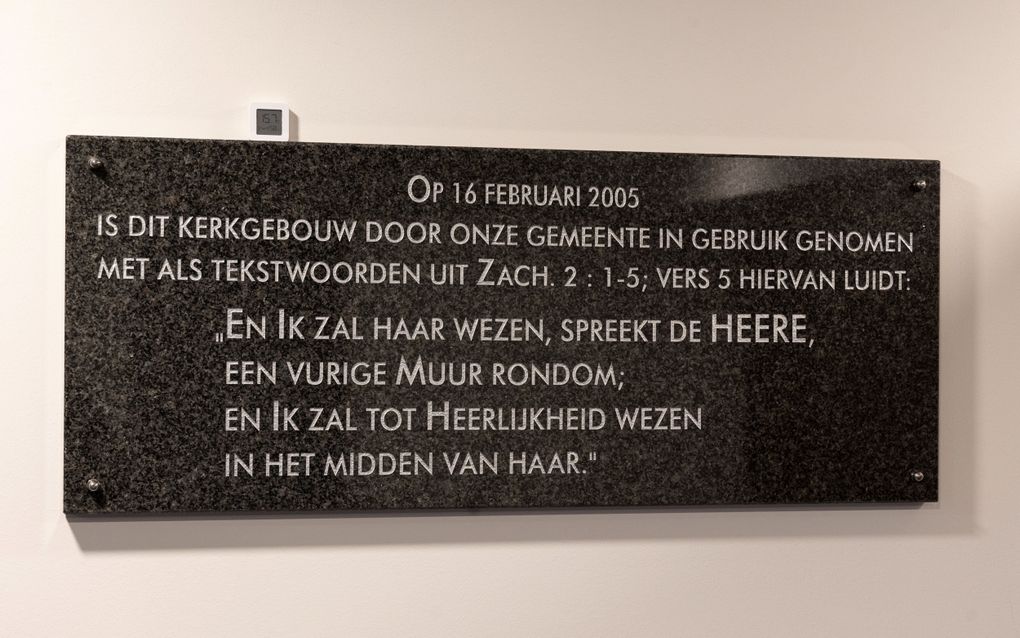 Op 16 FEBRUARI 2005
IS DIT KERKGEBOUW DOOR ONZE GEMEENTE IN GEBRUIK GENOMEN
MET ALS TEKSTWOORDEN UIT ZACH. 2 : 1-5; VERS 5 HIERVAN LUIDT:
„EN IK ZAL HAAR WEZEN, SPREEKT DE HEERE,
EEN VURIGE MUUR RONDOM;
EN IK ZAL TOT HEERLIJKHEID WEZEN
IN HET MIDDEN VAN HAAR."